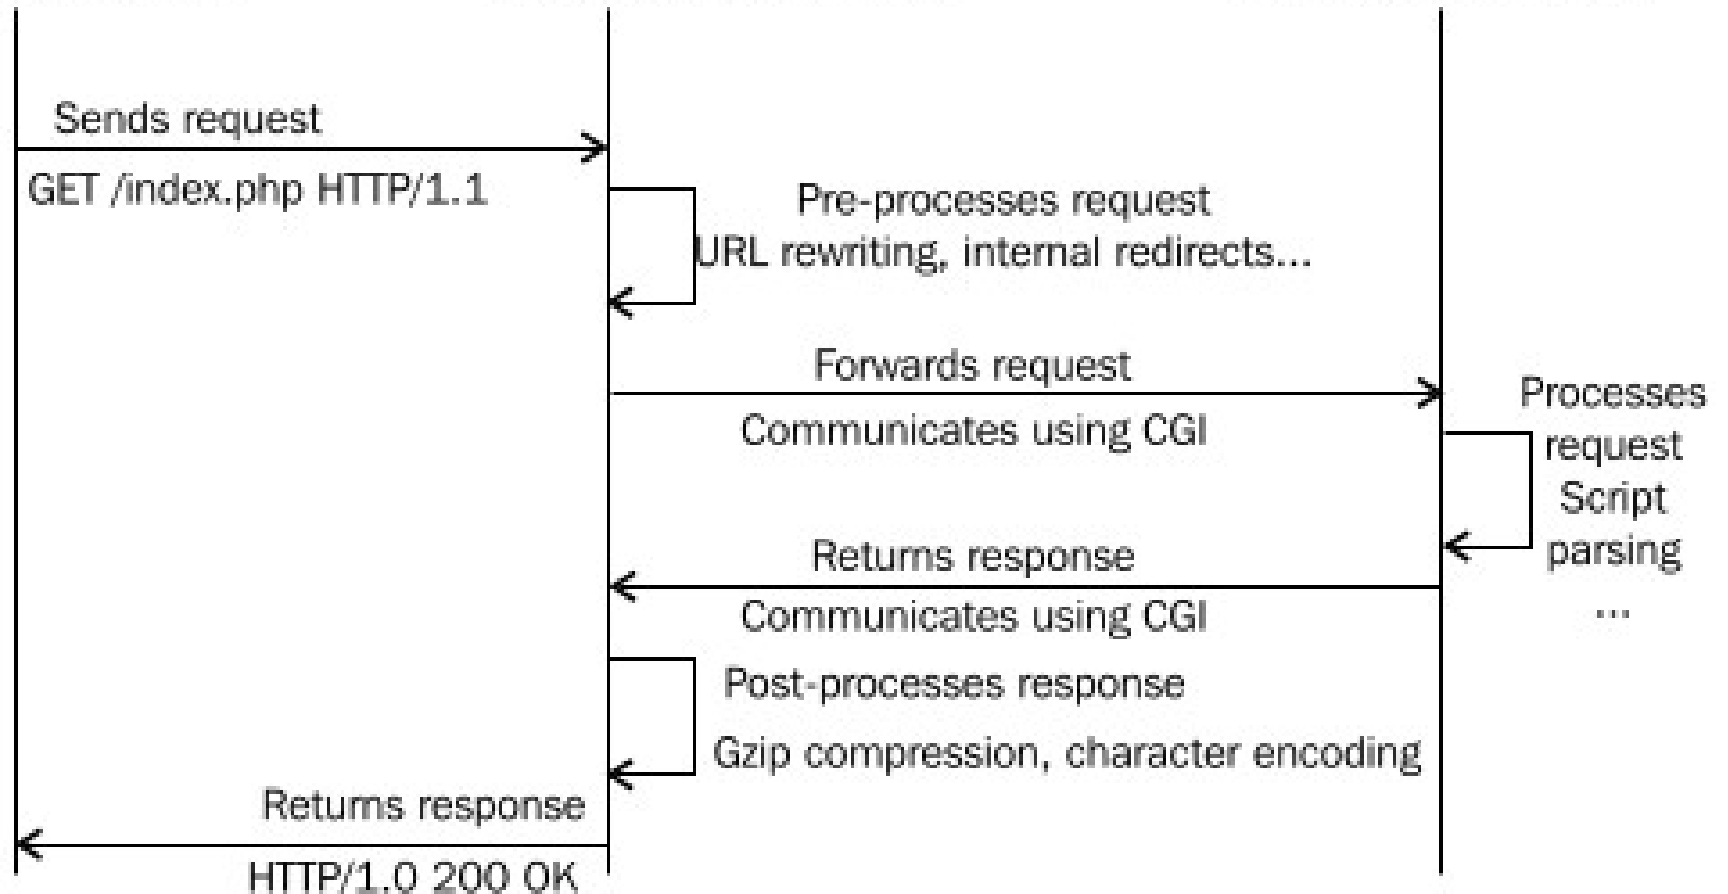 Sends request
GET /index.php HTTP/1.1
Pre-processes request
URL rewriting, internal redirects...
Forwards request
Communicates using CGI
Processes
request
Script
parsing
...
Returns response
Communicates using CGI
Post-processes response
Gzip compression, character encoding
Returns response
HTTP/1.0 200 OK